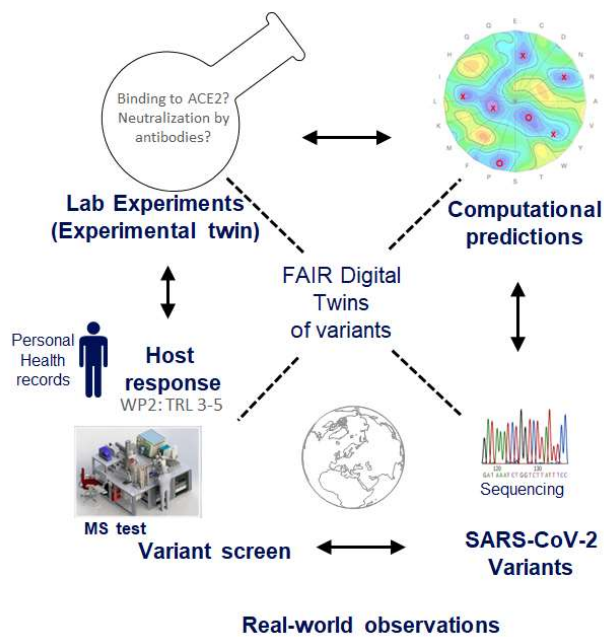 Binding to ACE2?
Neutralization by
antibodies?
Lab Experiments
(Experimental twin)
G Q E C D N R A V Y W T S P F M K L I H
Computational
predictions
FAIR Digital
Twins
of variants
Personal
Health
records
Host
response
WP2: TRL 3-5
MS test
Variant screen
120 130
Sequencing
SARS-CoV-2
Variants
Real-world observations